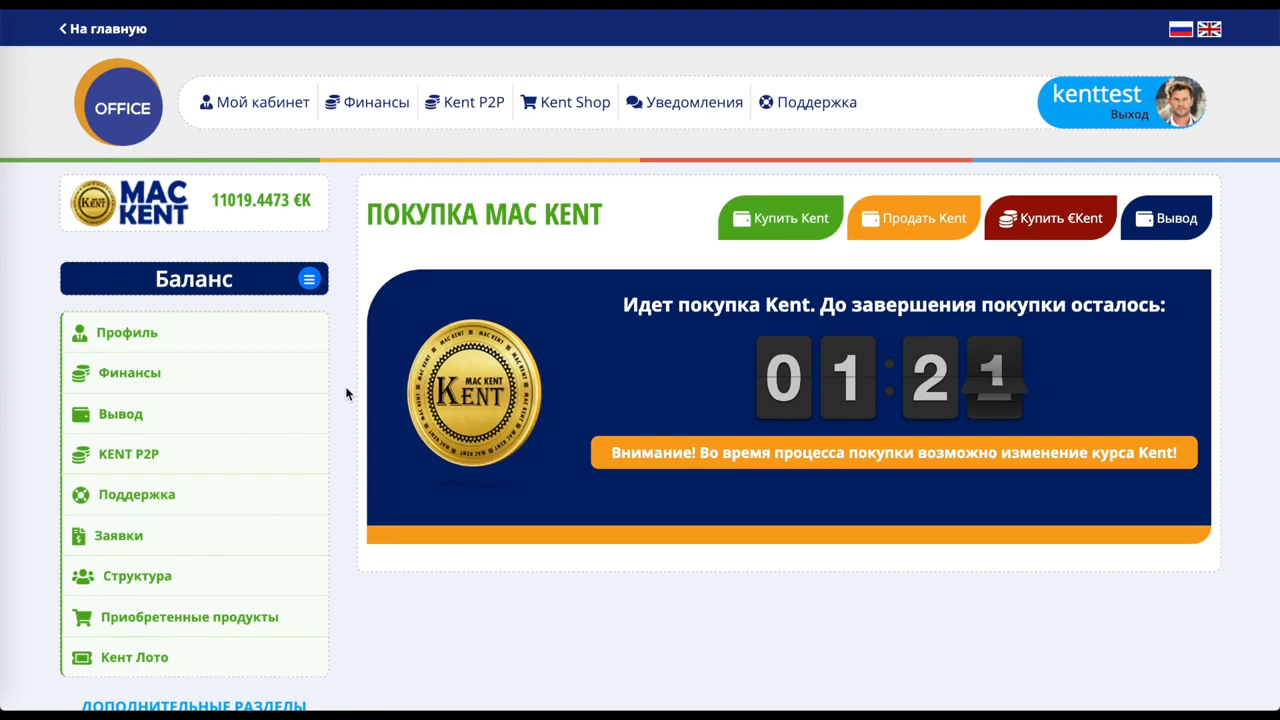 На главную
OFFICE
Мой кабинет
Финансы
Kent P2P
Kent Shop
Уведомления
Поддержка
kenttest
Выход
KENT
MAC KENT
11019.4473 €K
ПОКУПКА MAC KENT
Купить Kent
Продать Kent
Купить €Kent
Вывод
Баланс
Профиль
Финансы
Вывод
KENT P2P
Поддержка
Заявки
Структура
Приобретенные продукты
Кент Лото
ДОПОЛНИТЕЛЬНЫЕ РАЗДЕЛЫ
MAC KENT
KENT
Идет покупка Kent. До завершения покупки осталось:
01:21
Внимание! Во время процесса покупки возможно изменение курса Kent!